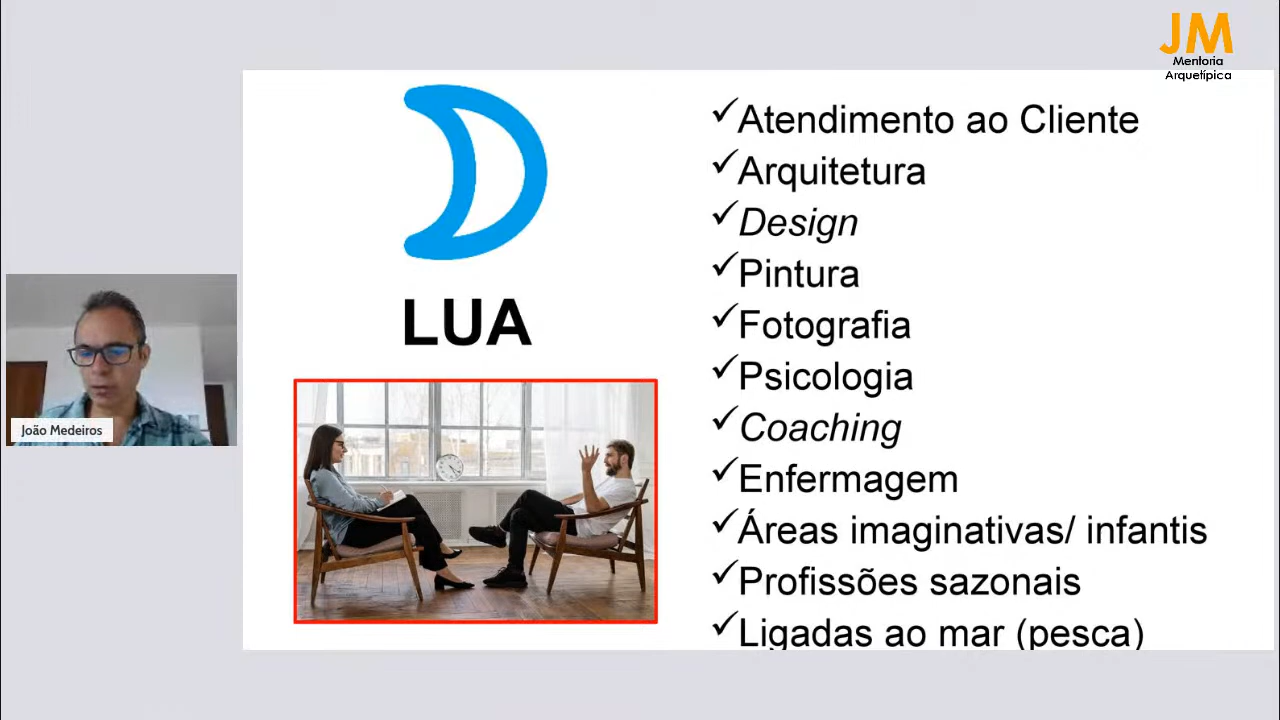 JM
Mentoria
Arquetípica
LUA
João Medeiros
✓Atendimento ao Cliente
✓Arquitetura
✓Design
✓Pintura
✓Fotografia
✓Psicologia
✓Coaching
✓Enfermagem
✓Áreas imaginativas/ infantis
✓Profissões sazonais
✓Ligadas ao mar (pesca)